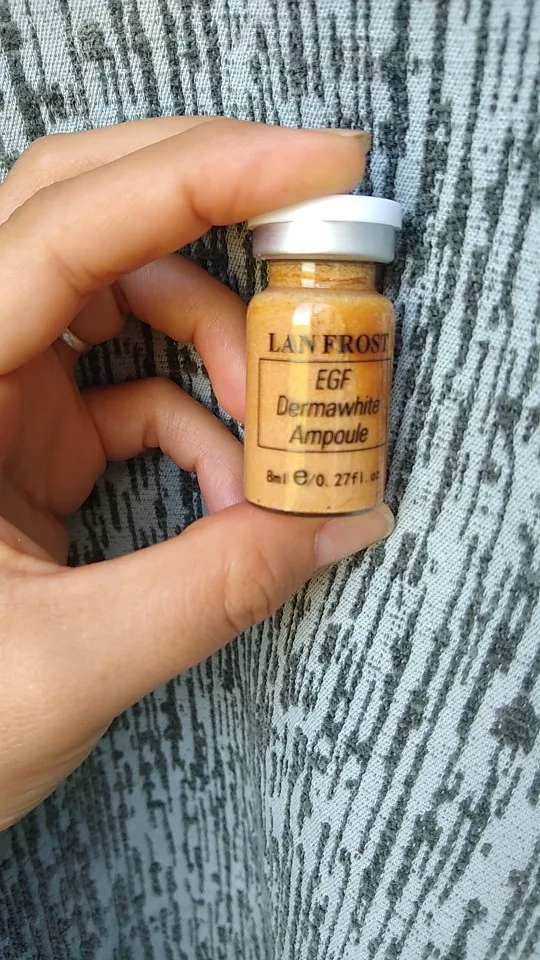 LAN FROST
EGF
Dermawhite
Ampoule
8ml e/0. 27fl.oz